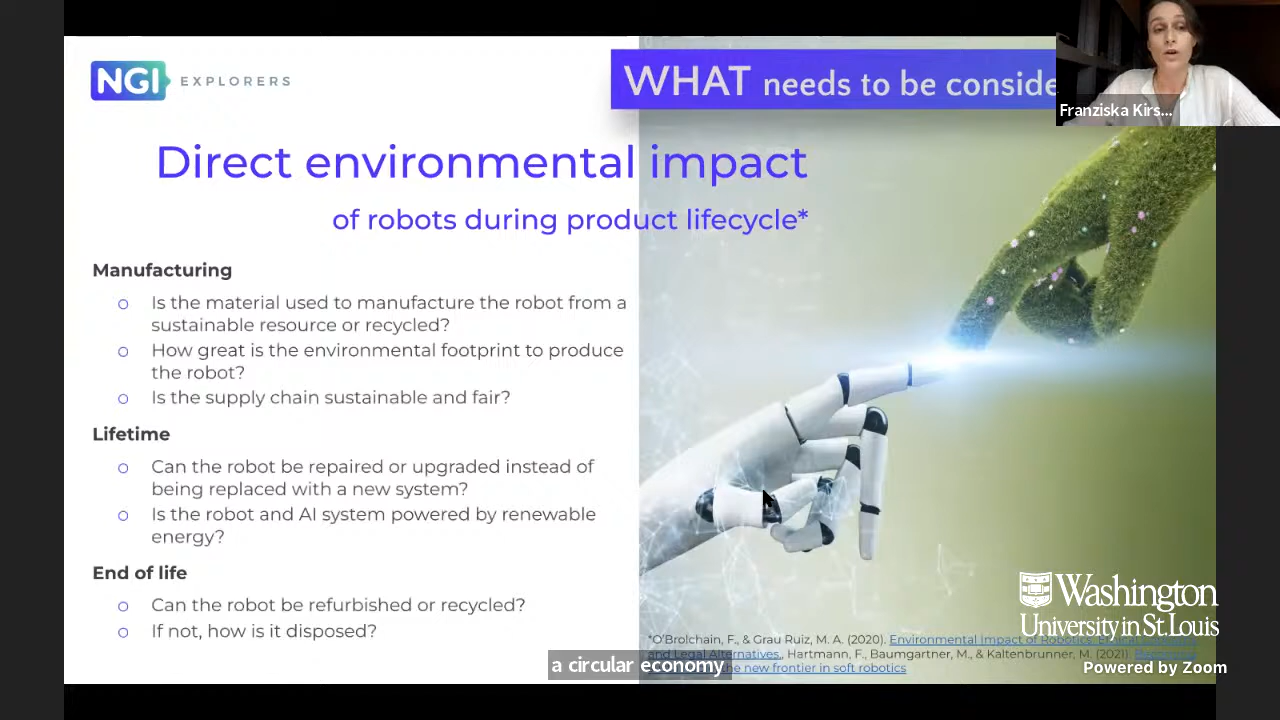 NGI EXPLORERS
WHAT needs to be conside
Franziska Kirs...
Direct environmental impact
of robots during product lifecycle*
Manufacturing
o Is the material used to manufacture the robot from a
sustainable resource or recycled?
o How great is the environmental footprint to produce
the robot?
o Is the supply chain sustainable and fair?
Lifetime
o Can the robot be repaired or upgraded instead of
being replaced with a new system?
o Is the robot and AI system powered by renewable
energy?
End of life
o Can the robot be refurbished or recycled?
o If not, how is it disposed?
Washington
University in St. Louis
*O'Brolchain, F., & Grau Ruiz, M. A. (2020). Environmental Impact of Robotics:
and Legal Alternatives., Hartmann, F., Baumgartner, M., & Kaltenbrunner, M. (2021).
the new frontier in soft robotics
a circular economy
Powered by Zoom